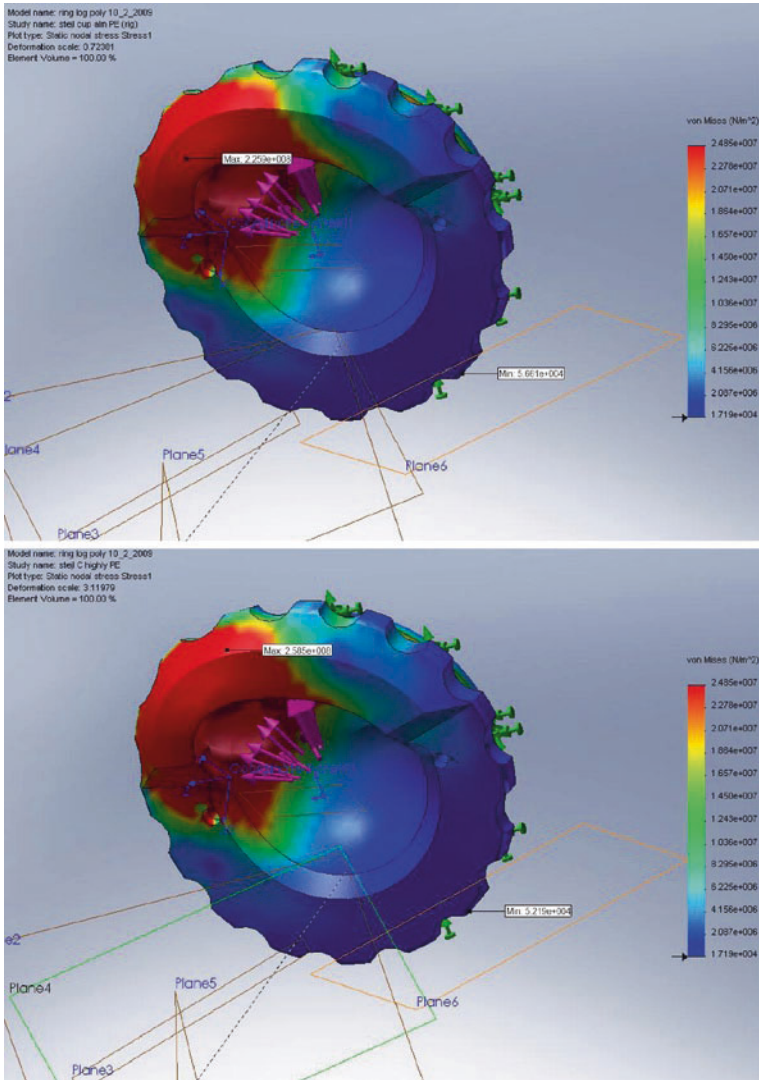 Model name: ring log poly 10_2_2009
Study name: stell cup alm PE (rig)
Plot type: Static nodal stress Stress1
Deformation scale: 0.72381
Element Volume = 100.00 %
von Mises (N/m^2)
2.485e+007
2.278e+007
2.071e+007
1.864e+007
1.657e+007
1.450e+007
1.243e+007
1.036e+007
8.295e+006
6.225e+006
4.156e+006
2.087e+006
1.719e+004
Max: 2.259e+008
Min: 5.661e+004
2
lane4
Plane5
Plane6
Plane3
Model name: ring log poly 10_2_2009
Study name: stell C highly PE
Plot type: Static nodal stress Stress1
Deformation scale: 3.11979
Element Volume = 100.00 %
von Mises (N/m^2)
2.485e+007
2.278e+007
2.071e+007
1.864e+007
1.657e+007
1.450e+007
1.243e+007
1.036e+007
8.295e+006
6.225e+006
4.156e+006
2.087e+006
1.719e+004
Max: 2.585e+008
Min: 5.219e+004
e2
Plane4
Plane5
Plane6
Plane3